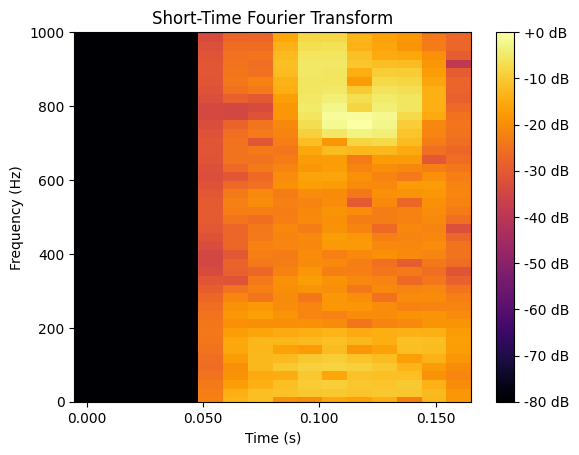 Short-Time Fourier Transform
1000
800
600
400
200
0
Frequency (Hz)
0.000
0.050
0.100
0.150
Time (s)
+0 dB
-10 dB
-20 dB
-30 dB
-40 dB
-50 dB
-60 dB
-70 dB
-80 dB